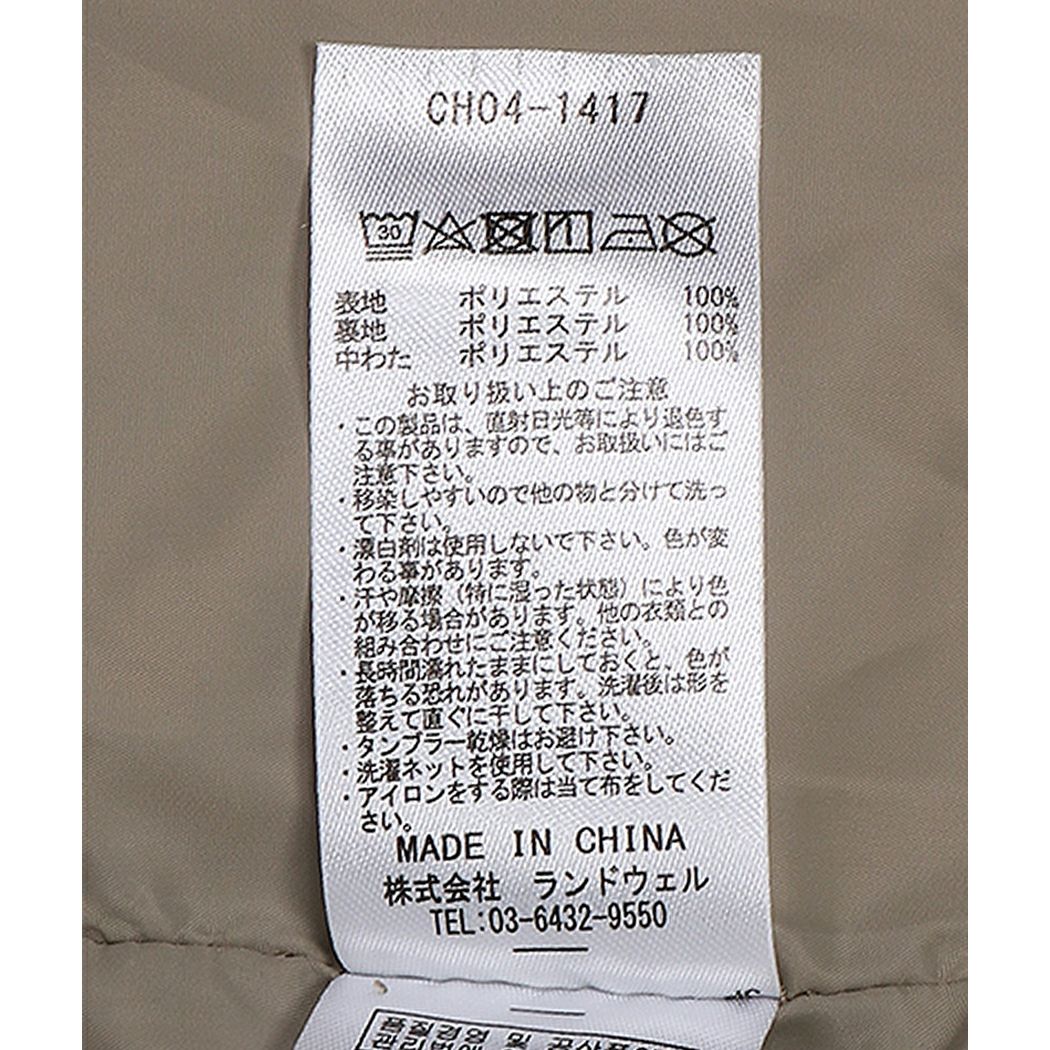 CH04-1417
30
表地 ポリエステル 100%
裏地 ポリエステル 100%
中わた ポリエステル 100%
お取り扱い上のご注意
・この製品は、直射日光等により退色す
る事がありますので、お取扱いにはご
注意下さい。
・移染しやすいので他の物と分けて洗っ
て下さい。
・漂白剤は使用しないで下さい。色が変
わる事があります。
・汗や摩擦（特に湿った状態）により色
が移る場合があります。他の衣類との
組み合わせにご注意ください。
・長時間濡れたままにしておくと、色が
落ちる恐れがあります。洗濯後は形を
整えて直ぐに干して下さい。
・タンブラー乾燥はお避け下さい。
・洗濯ネットを使用して下さい。
・アイロンをする際は当て布をしてくだ
さい。
MADE IN CHINA
株式会社 ランドウェル
TEL:03-6432-9550
품질경영 및